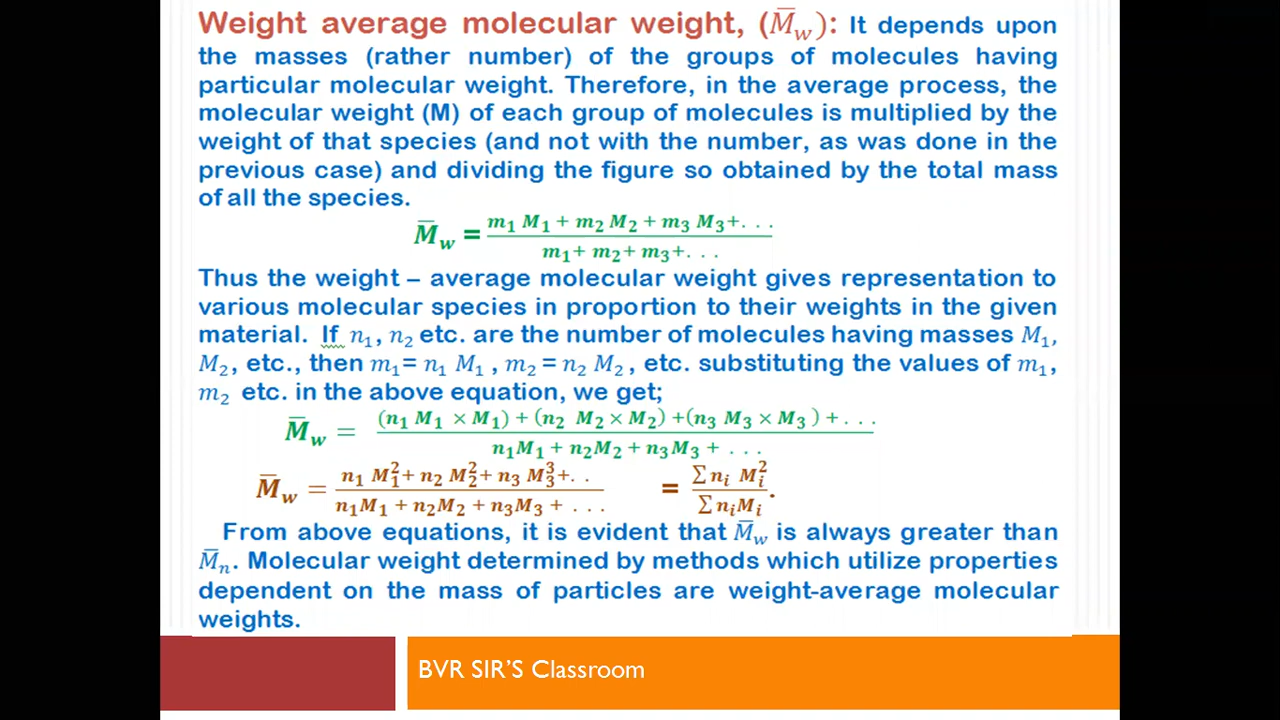 Weight average molecular weight, (M̅w): It depends upon
the masses (rather number) of the groups of molecules having
particular molecular weight. Therefore, in the average process, the
molecular weight (M) of each group of molecules is multiplied by the
weight of that species (and not with the number, as was done in the
previous case) and dividing the figure so obtained by the total mass
of all the species.
M̅w = (m₁ M₁ + m₂ M₂ + m₃ M₃+. . .)/(m₁+ m₂+ m₃+. . .)
Thus the weight – average molecular weight gives representation to
various molecular species in proportion to their weights in the given
material. If n₁, n₂ etc. are the number of molecules having masses M₁,
M₂, etc., then m₁= n₁ M₁ , m₂ = n₂ M₂ , etc. substituting the values of m₁,
m₂ etc. in the above equation, we get;
M̅w = ((n₁ M₁ × M₁) + (n₂ M₂ × M₂) +(n₃ M₃ × M₃ ) + . . .)/(n₁M₁ + n₂M₂ + n₃M₃ + . . .)
M̅w = (n₁ M₁²+ n₂ M₂²+ n₃ M₃³+. .)/(n₁M₁ + n₂M₂ + n₃M₃ + . . .) = (∑ nᵢ Mᵢ²)/(∑ nᵢMᵢ).
From above equations, it is evident that M̅w is always greater than
M̅n. Molecular weight determined by methods which utilize properties
dependent on the mass of particles are weight-average molecular
weights.
BVR SIR'S Classroom